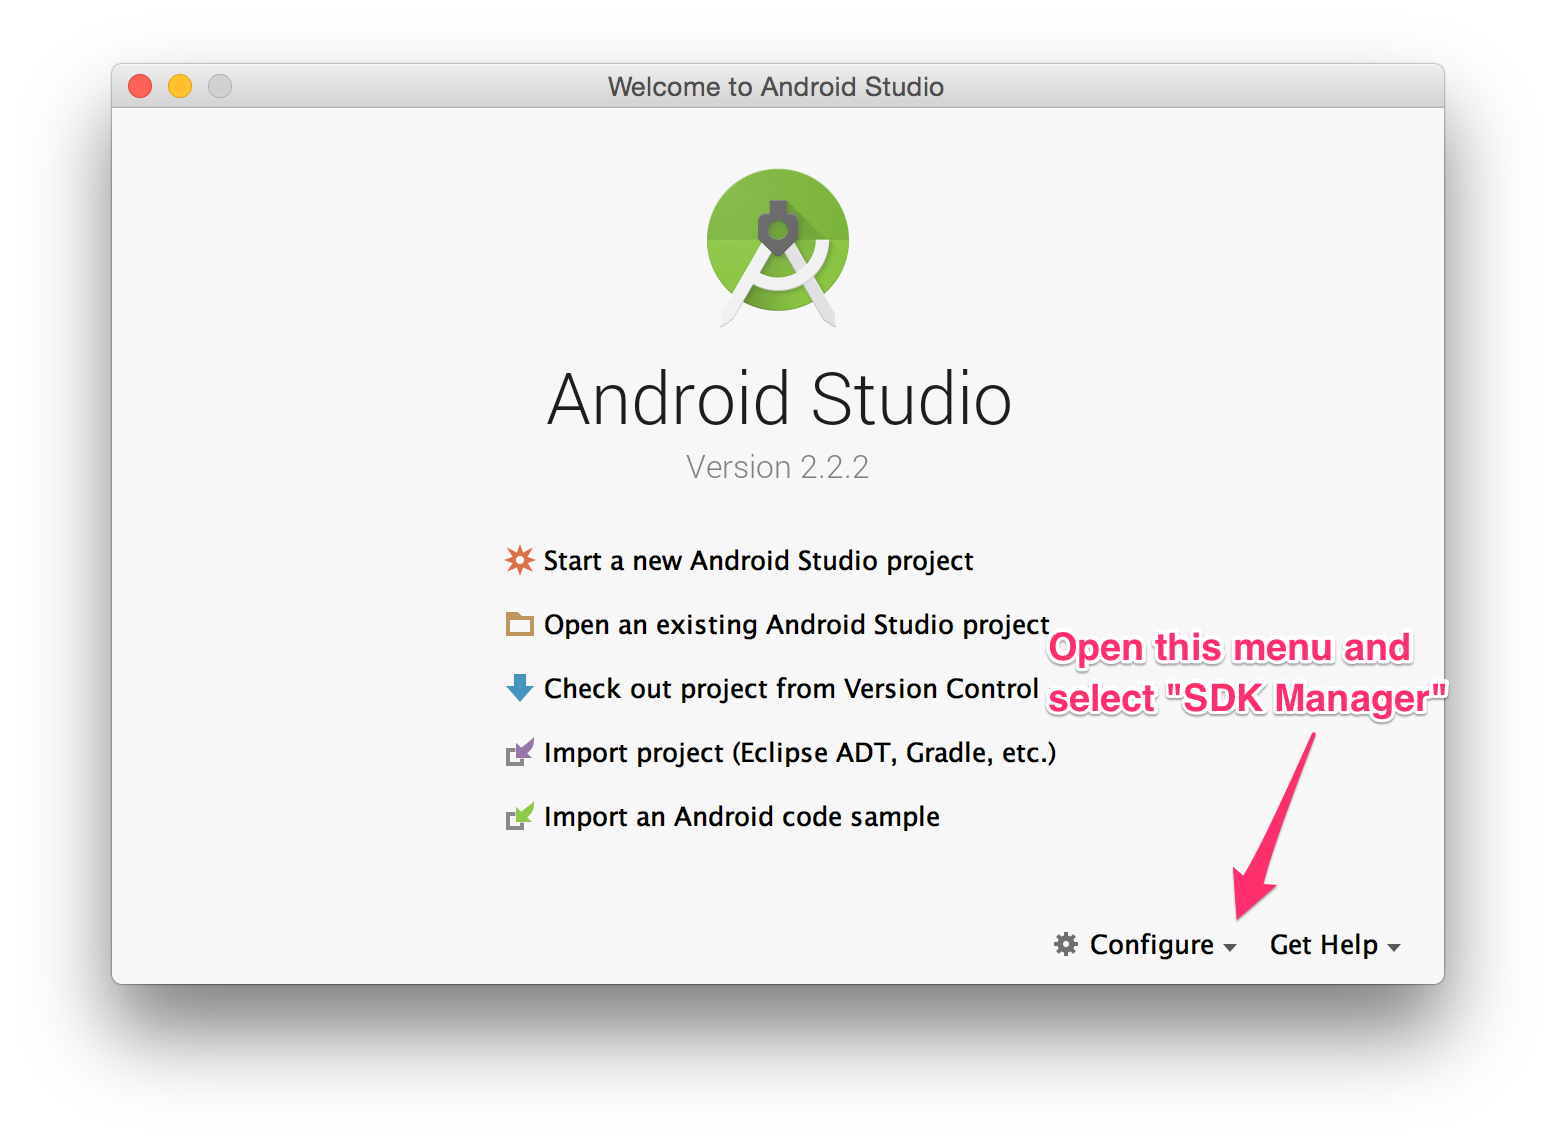 Welcome to Android Studio
Android Studio
Version 2.2.2
Start a new Android Studio project
Open an existing Android Studio project
Check out project from Version Control
Import project (Eclipse ADT, Gradle, etc.)
Import an Android code sample
Open this menu and
select "SDK Manager"
Configure
Get Help